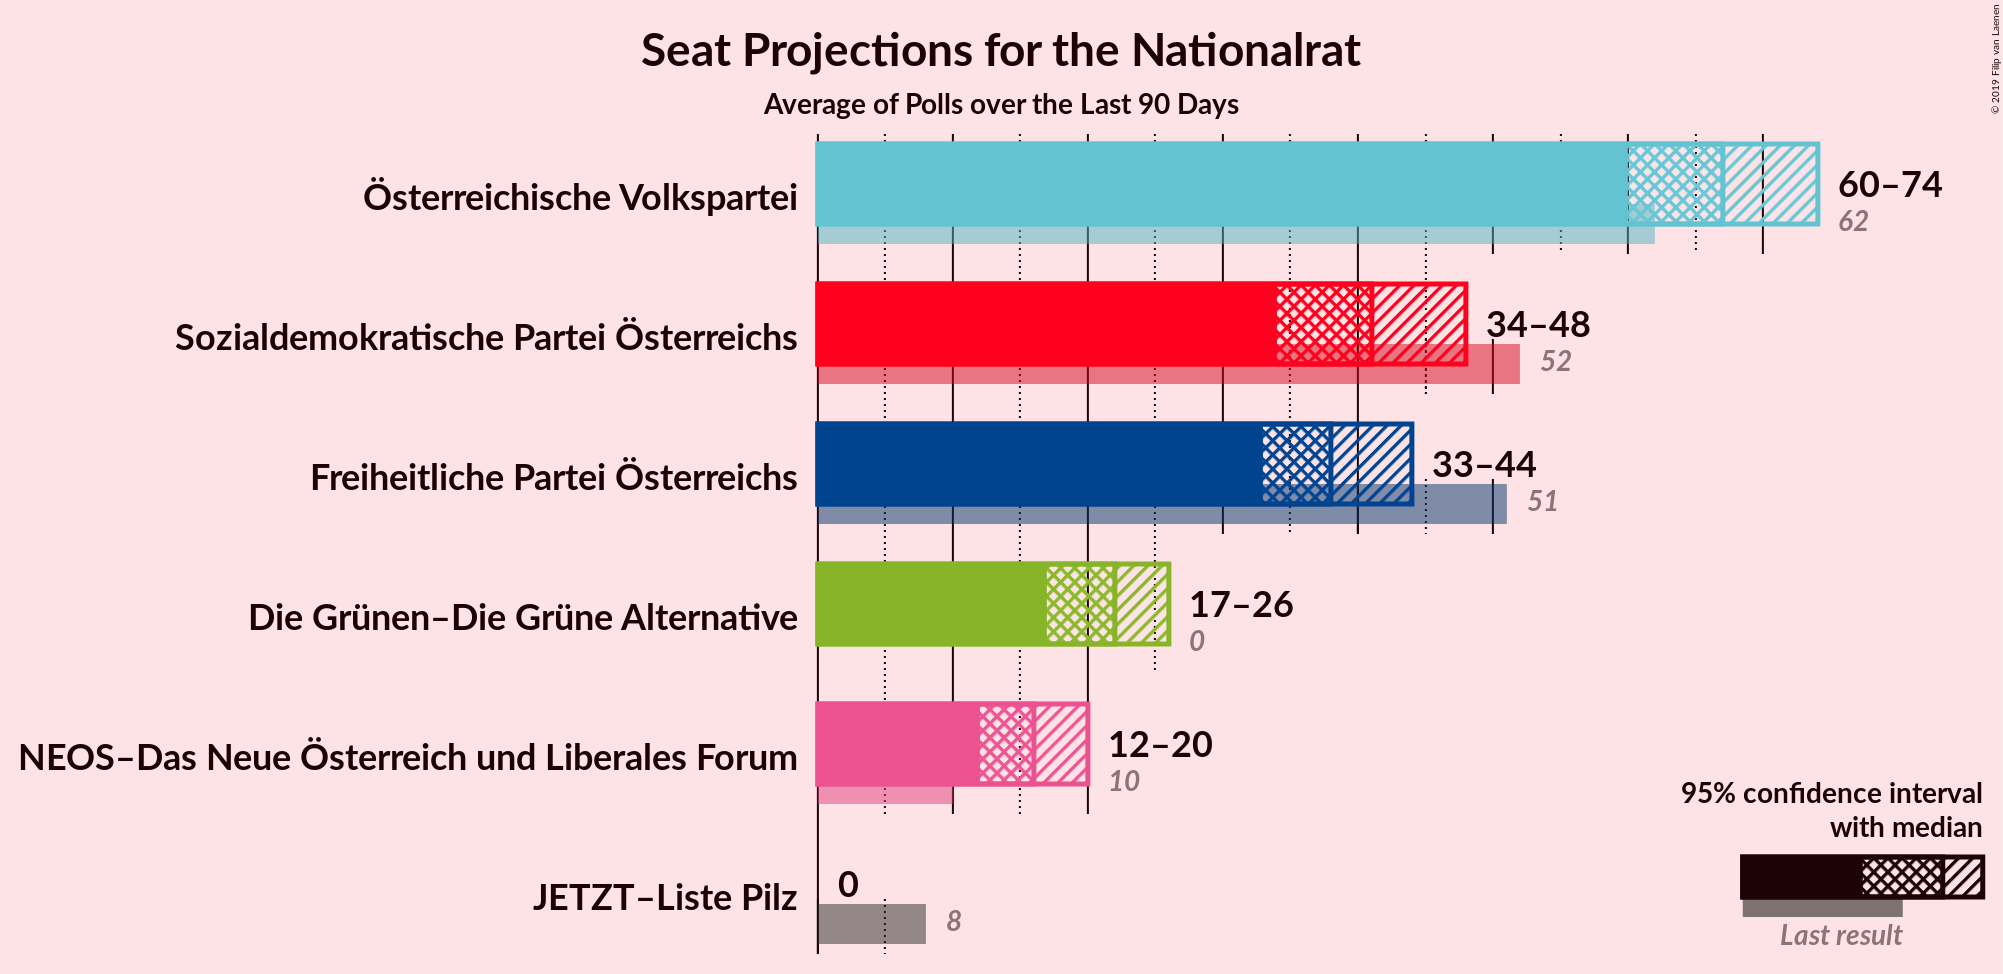 Seat Projections for the Nationalrat
Average of Polls over the Last 90 Days
© 2019 Filip van Laenen
Österreichische Volkspartei
60–74
62
Sozialdemokratische Partei Österreichs
34–48
52
Freiheitliche Partei Österreichs
33–44
51
Die Grünen–Die Grüne Alternative
17–26
0
NEOS–Das Neue Österreich und Liberales Forum
12–20
10
JETZT–Liste Pilz
0
8
95% confidence interval
with median
Last result